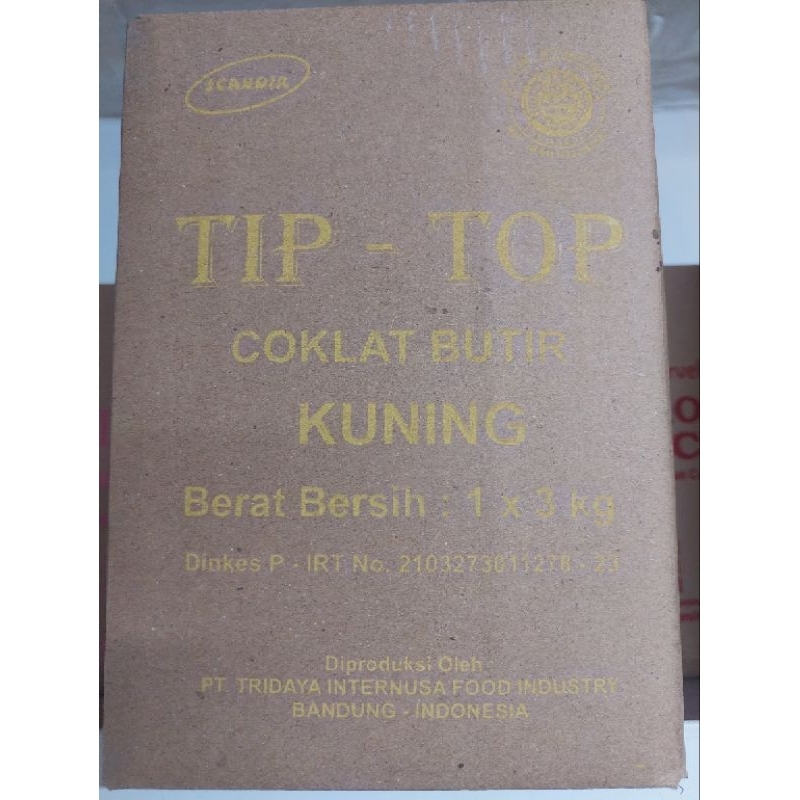 SCANDIA
TIP - TOP
COKLAT BUTIR
KUNING
Berat Bersih : 1 x 3 kg
Dinkes P - IRT No. 2103273011278 - 23
Diproduksi Oleh :
PT. TRIDAYA INTERNUSA FOOD INDUSTRY
BANDUNG - INDONESIA